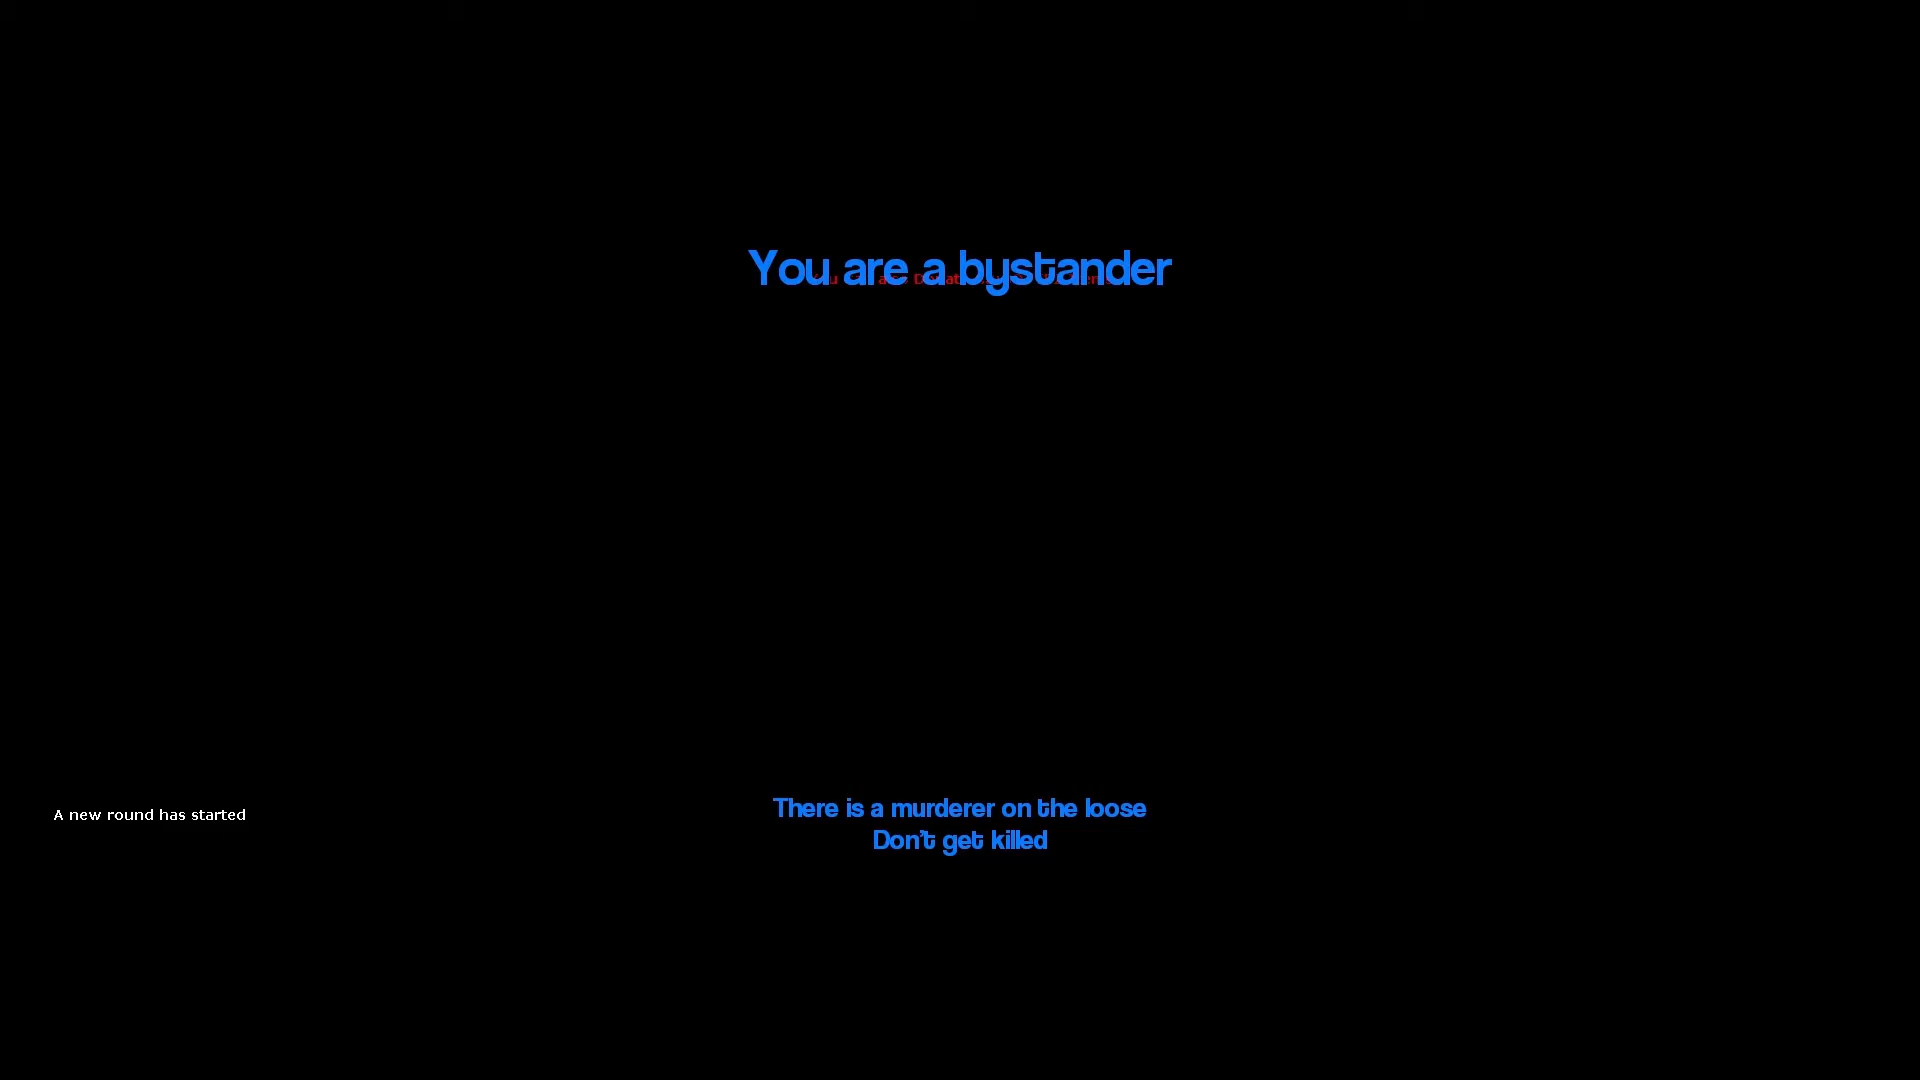 You are a bystander
A new round has started
There is a murderer on the loose
Don't get killed